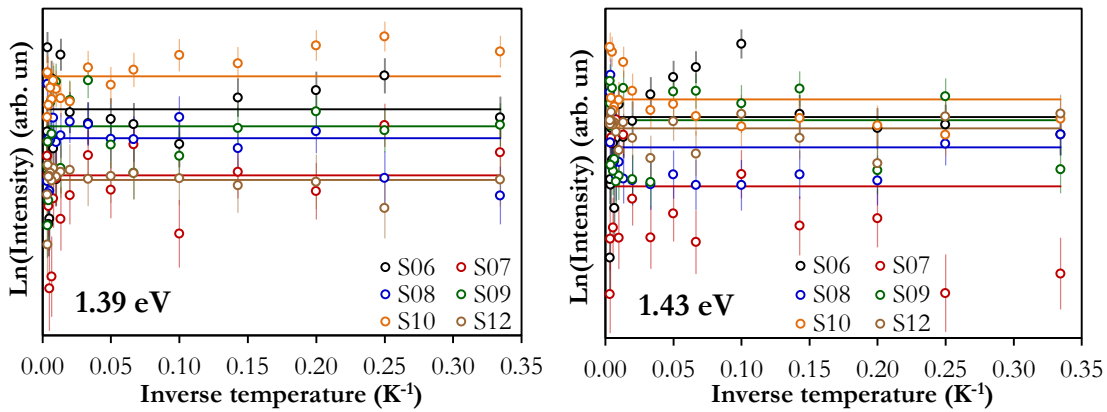 Ln(Intensity) (arb. un)
S06 S07
S08 S09
S10 S12
1.39 eV
0.00 0.05 0.10 0.15 0.20 0.25 0.30 0.35
Inverse temperature (K⁻¹)
Ln(Intensity) (arb. un)
S06 S07
S08 S09
S10 S12
1.43 eV
0.00 0.05 0.10 0.15 0.20 0.25 0.30 0.35
Inverse temperature (K⁻¹)